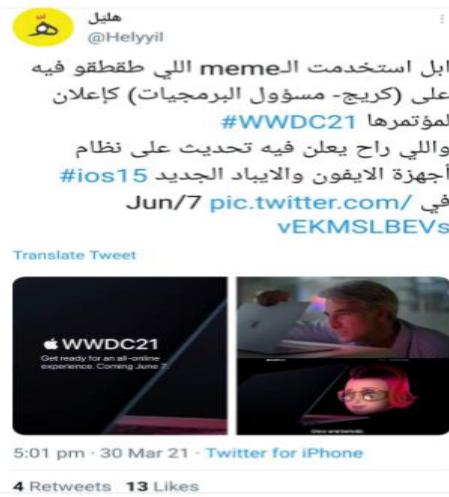 هليل
@Helyyil
ابل استخدمت الـmeme اللي طقطقو فيه
على (كريج- مسؤول البرمجيات) كإعلان
لمؤتمرها #WWDC21
واللي راح يعلن فيه تحديث على نظام
أجهزة الايفون والايباد الجديد #ios15
في Jun/7 pic.twitter.com/
vEKMSLBEVs
Translate Tweet
WWDC21
Get ready for an all-online
experience. Coming June 7.
5:01 pm · 30 Mar 21 · Twitter for iPhone
4 Retweets 13 Likes